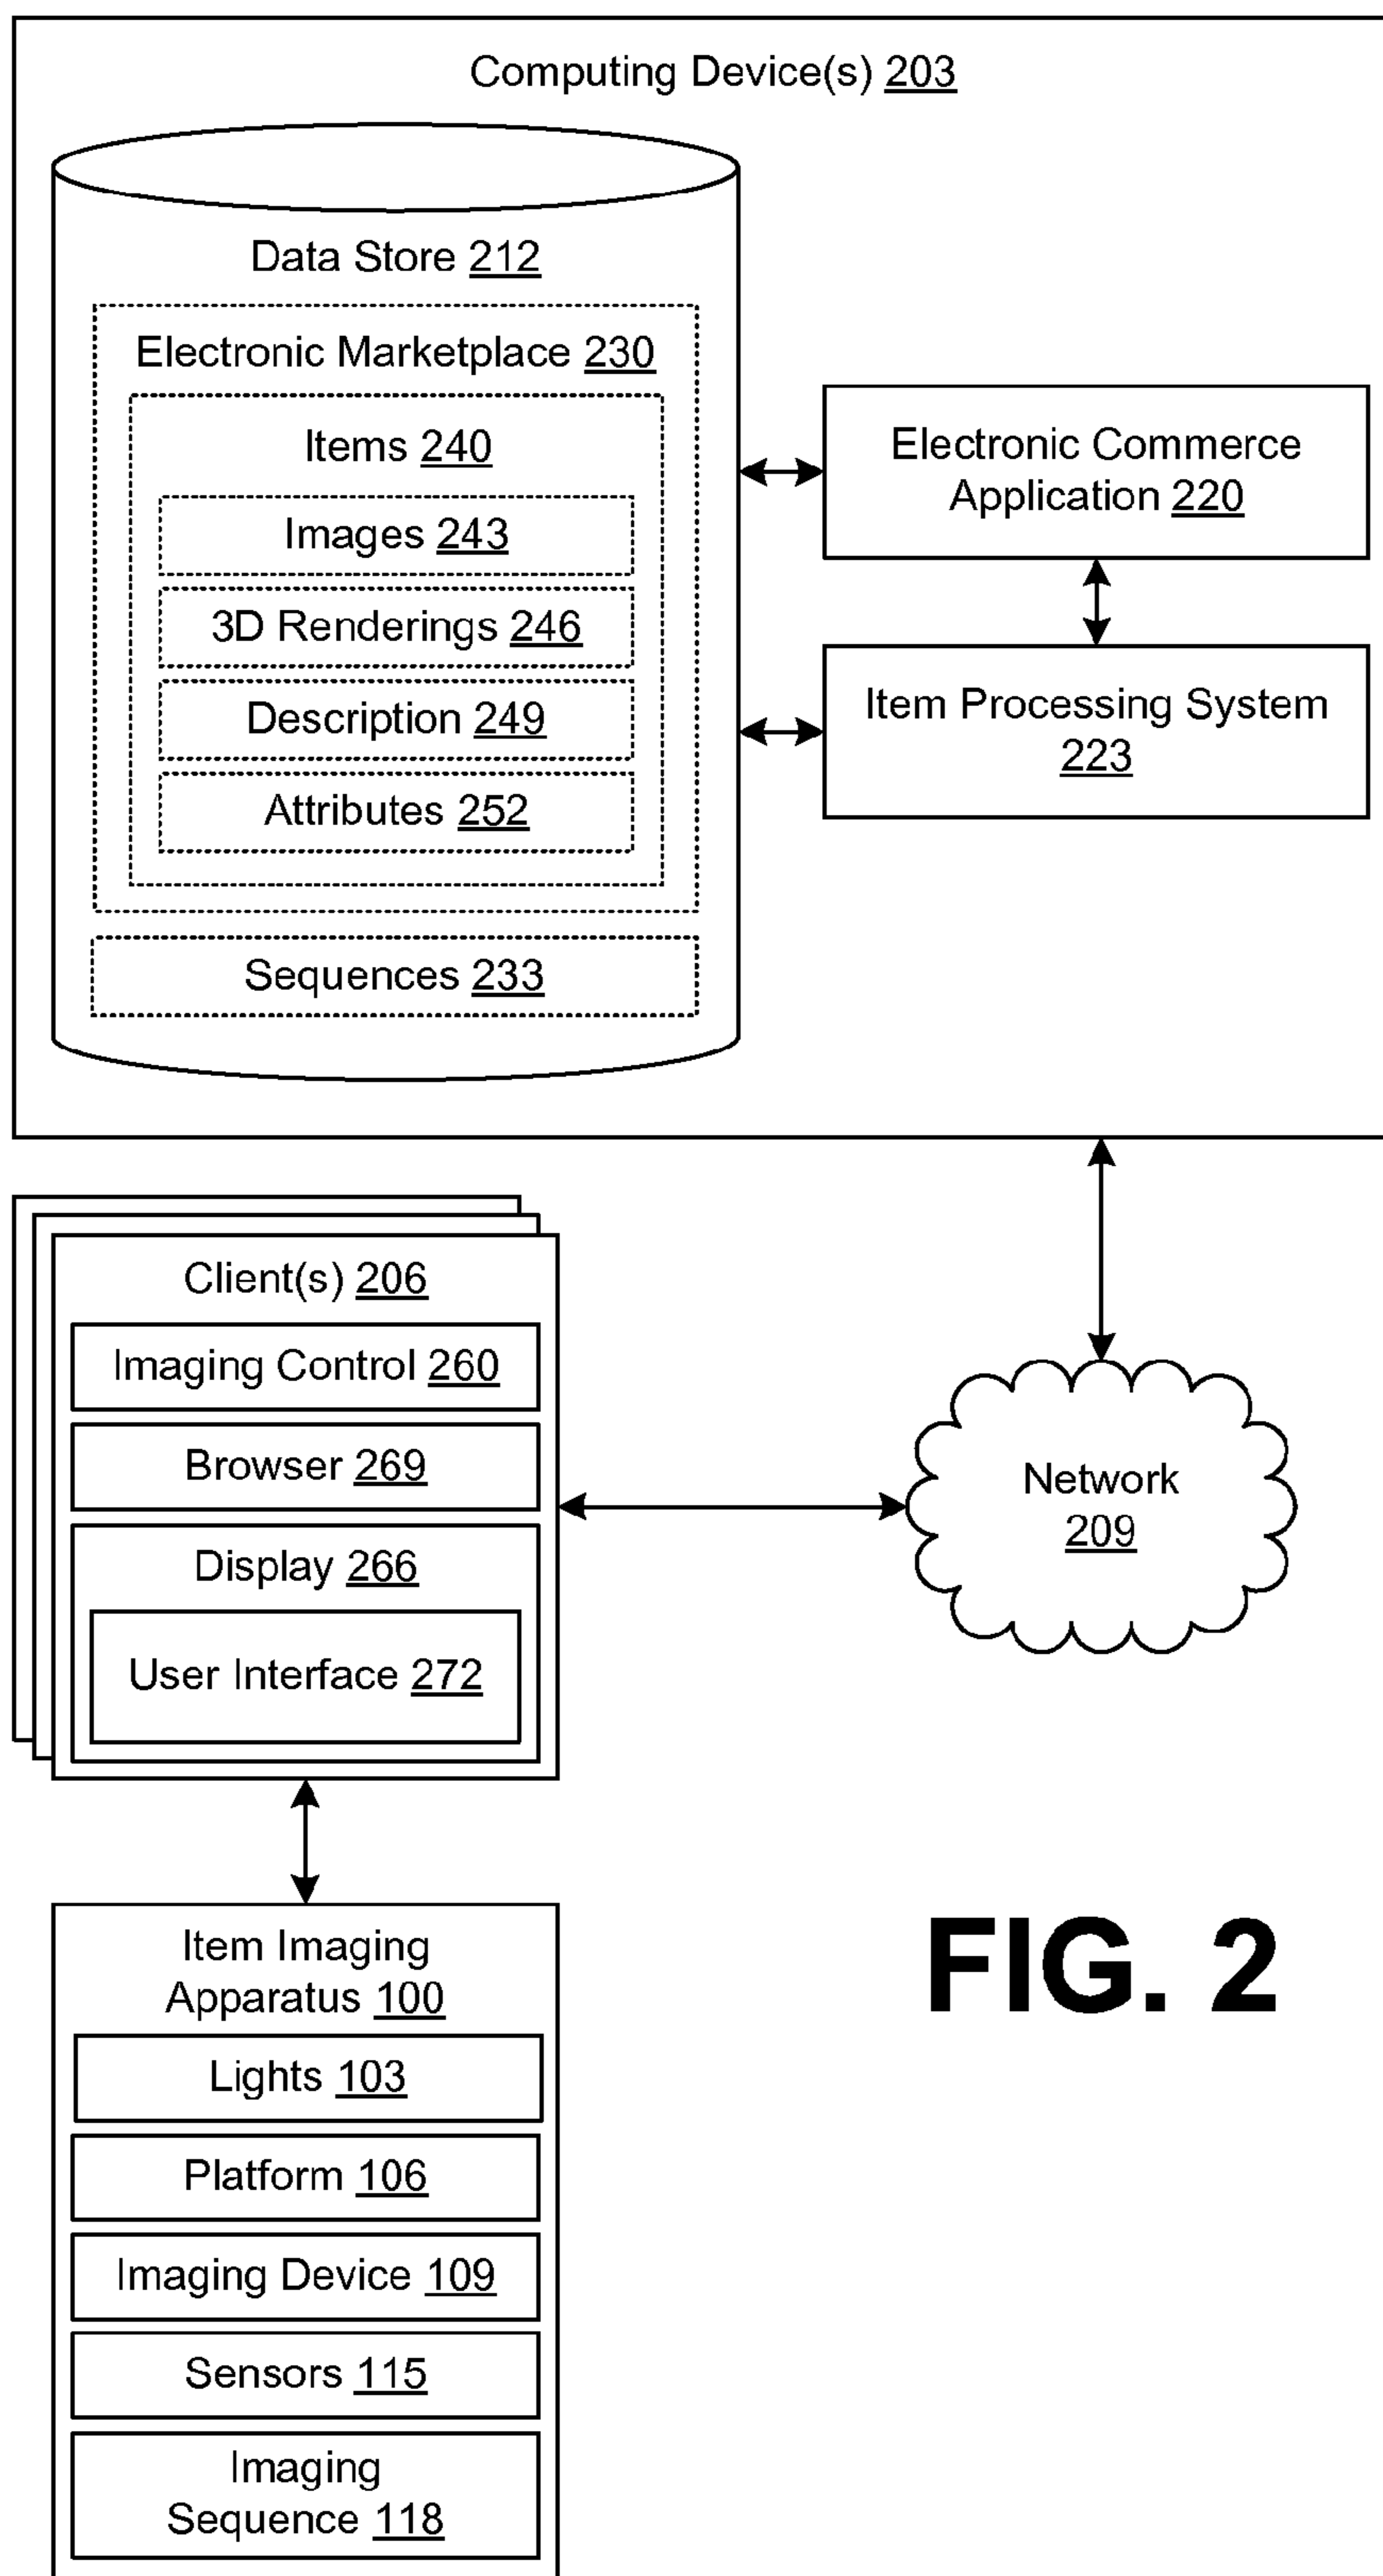 Computing Device(s) 203
Data Store 212
Electronic Marketplace 230
Items 240
Images 243
3D Renderings 246
Description 249
Attributes 252
Sequences 233
Electronic Commerce
Application 220
Item Processing System
223
Client(s) 206
Imaging Control 260
Browser 269
Display 266
User Interface 272
Network
209
Item Imaging
Apparatus 100
Lights 103
Platform 106
Imaging Device 109
Sensors 115
Imaging
Sequence 118
FIG. 2